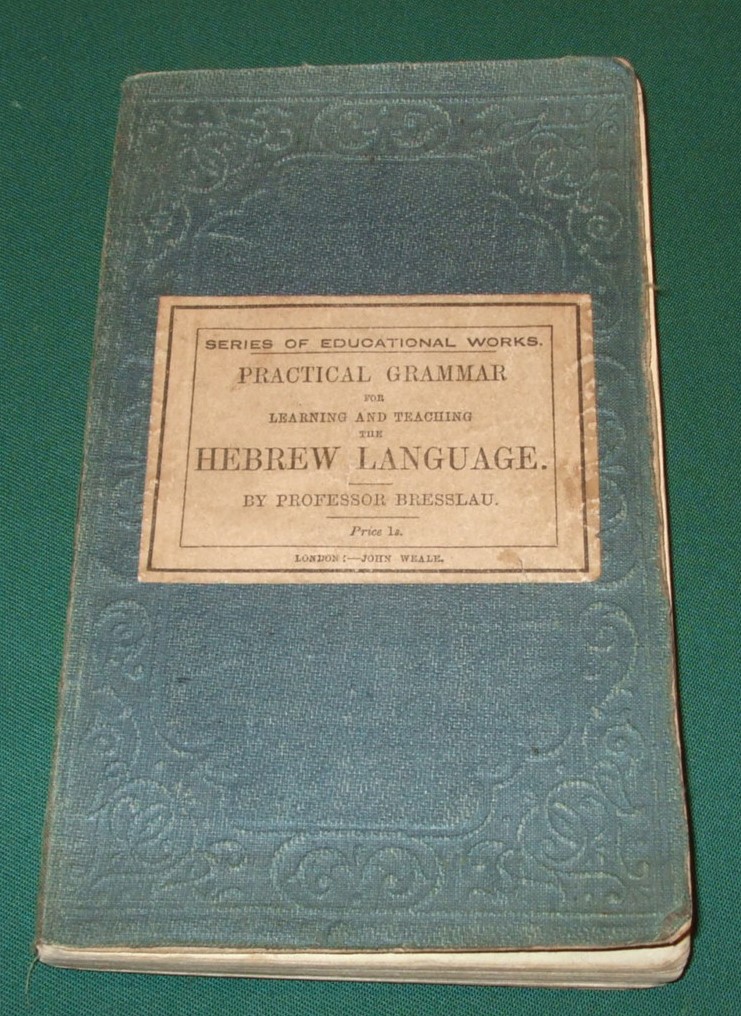 SERIES OF EDUCATIONAL WORKS.
PRACTICAL GRAMMAR
FOR
LEARNING AND TEACHING
THE
HEBREW LANGUAGE.
BY PROFESSOR BRESSLAU.
Price 1s.
LONDON:—JOHN WEALE.